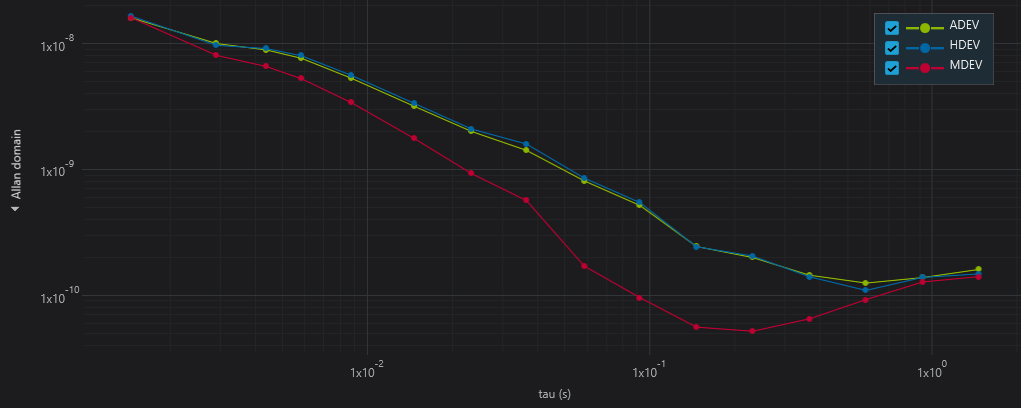 ADEV
HDEV
MDEV
1x10⁻⁸
1x10⁻⁹
1x10⁻¹⁰
Allan domain
1x10⁻²
1x10⁻¹
1x10⁰
tau (s)